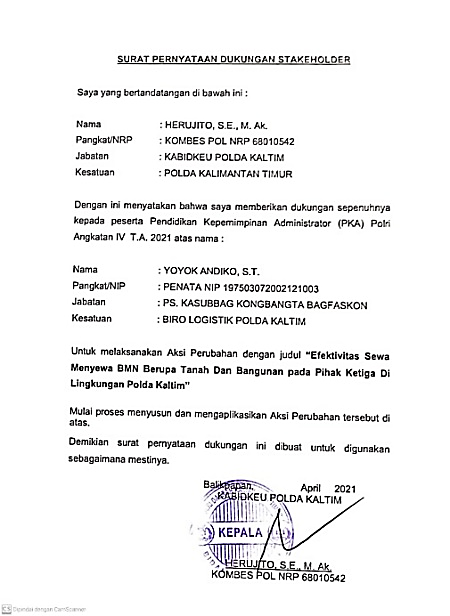 SURAT PERNYATAAN DUKUNGAN STAKEHOLDER
Saya yang bertandatangan di bawah ini :
Nama : HERUJITO, S.E., M. Ak.
Pangkat/NRP : KOMBES POL NRP 68010542
Jabatan : KABIDKEU POLDA KALTIM
Kesatuan : POLDA KALIMANTAN TIMUR
Dengan ini menyatakan bahwa saya memberikan dukungan sepenuhnya
kepada peserta Pendidikan Kepemimpinan Administrator (PKA) Polri
Angkatan IV T.A. 2021 atas nama :
Nama : YOYOK ANDIKO, S.T.
Pangkat/NIP : PENATA NIP 197503072002121003
Jabatan : PS. KASUBBAG KONGBANGTA BAGFASKON
Kesatuan : BIRO LOGISTIK POLDA KALTIM
Untuk melaksanakan Aksi Perubahan dengan judul "Efektivitas Sewa
Menyewa BMN Berupa Tanah Dan Bangunan pada Pihak Ketiga Di
Lingkungan Polda Kaltim"
Mulai proses menyusun dan mengaplikasikan Aksi Perubahan tersebut di
atas.
Demikian surat pernyataan dukungan ini dibuat untuk digunakan
sebagaimana mestinya.
Balikpapan, April 2021
KABIDKEU POLDA KALTIM
KEPALA
HERUJITO, S.E., M. Ak.
KOMBES POL NRP 68010542
CS Dipindai dengan CamScanner